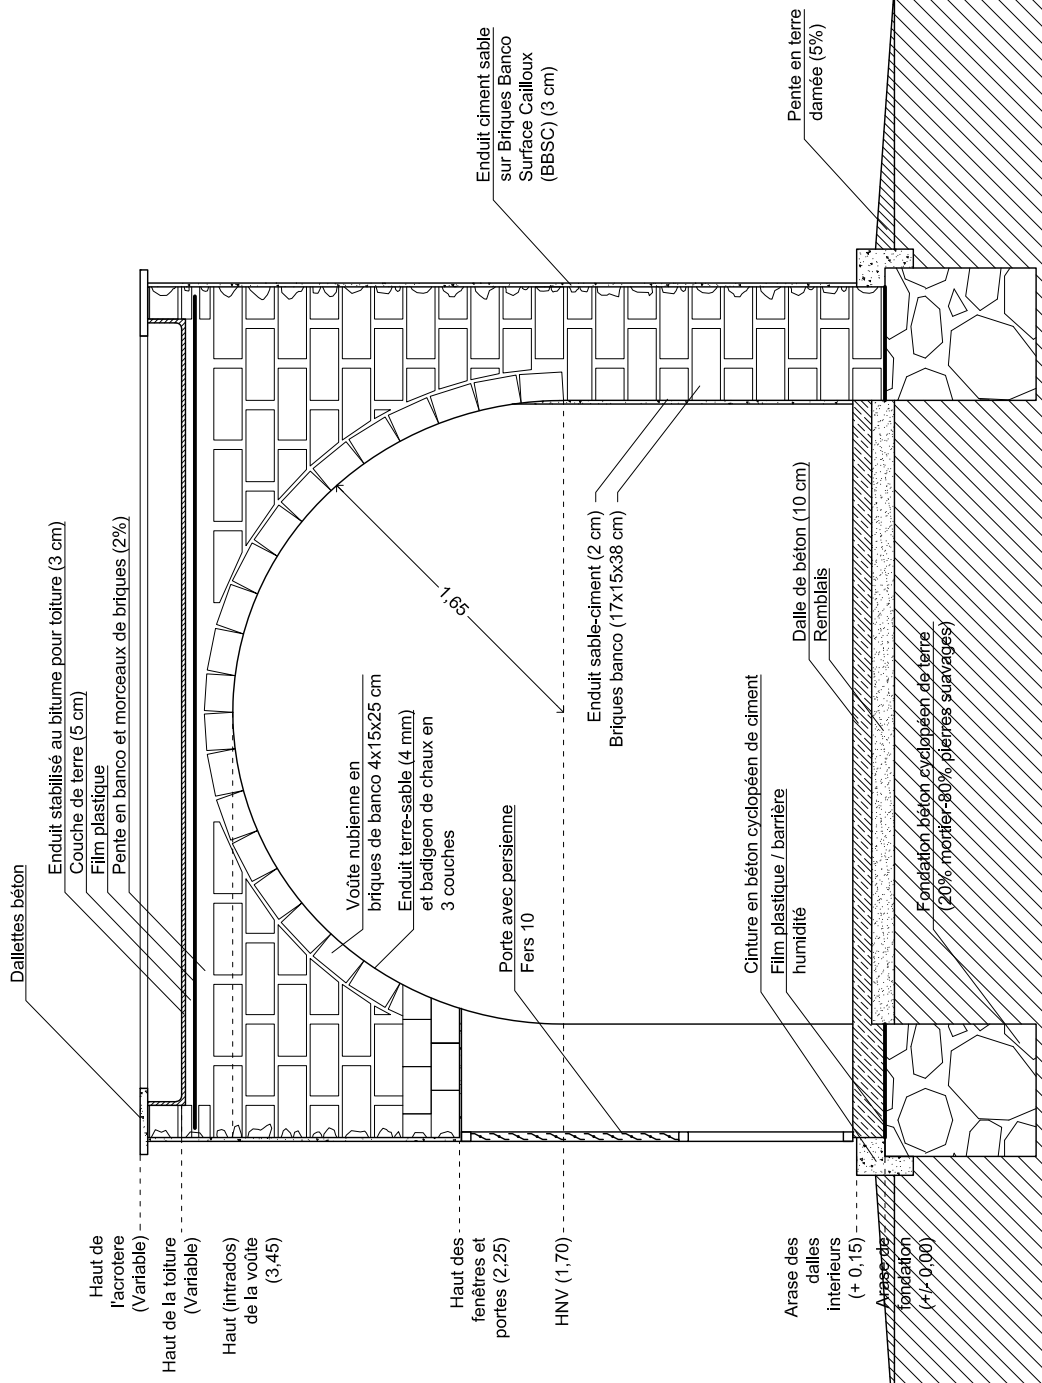 Dallettes béton
Enduit stabilisé au bitume pour toiture (3 cm)
Couche de terre (5 cm)
Film plastique
Pente en banco et morceaux de briques (2%)
Enduit ciment sable
sur Briques Banco
Surface Cailloux
(BBSC) (3 cm)
Pente en terre
damée (5%)
1,65
Voûte nubienne en
briques de banco 4x15x25 cm
Enduit terre-sable (4 mm)
et badigeon de chaux en
3 couches
Porte avec persienne
Fers 10
Enduit sable-ciment (2 cm)
Briques banco (17x15x38 cm)
Cinture en béton cyclopéen de ciment
Film plastique / barrière
humidité
Dalle de béton (10 cm)
Remblais
Fondation béton cyclopéen de terre
(20% mortier-80% pierres suavages)
Haut de
l'acrotere
(Variable)
Haut de la toiture
(Variable)
Haut (intrados)
de la voûte
(3,45)
Haut des
fenêtres et
portes (2,25)
HNV (1,70)
Arase des
dalles
interieurs
(+ 0,15)
Arase de
fondation
(+/- 0,00)